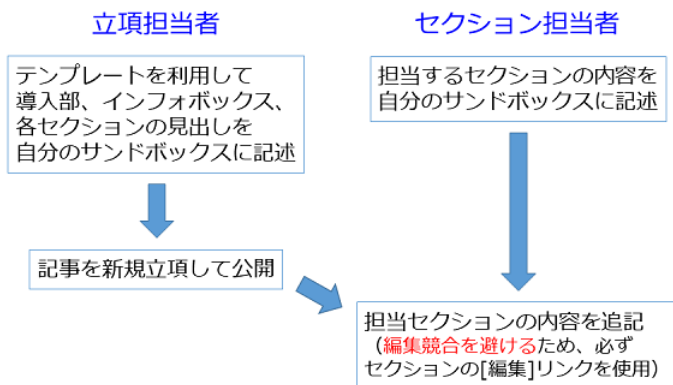 立項担当者
セクション担当者
テンプレートを利用して
導入部、インフォボックス、
各セクションの見出しを
自分のサンドボックスに記述
担当するセクションの内容を
自分のサンドボックスに記述
記事を新規立項して公開
担当セクションの内容を追記
（編集競合を避けるため、必ず
セクションの[編集]リンクを使用）